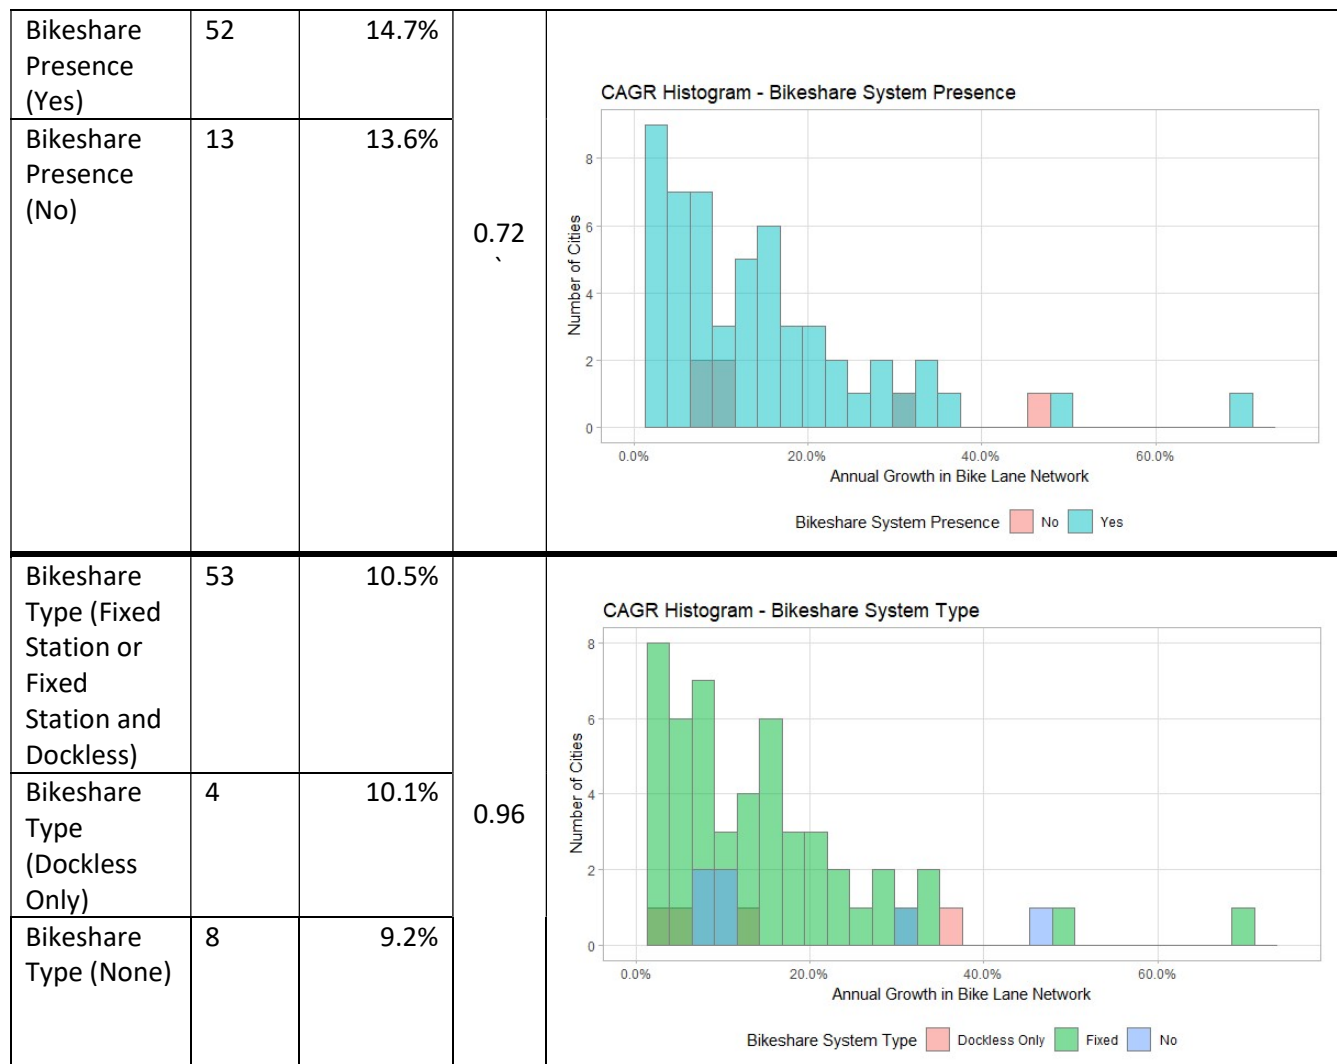 Bikeshare
Presence
(Yes)
52
14.7%
Bikeshare
Presence
(No)
13
13.6%
0.72
`
CAGR Histogram - Bikeshare System Presence
Number of Cities
8
6
4
2
0
0.0%
20.0%
40.0%
60.0%
Annual Growth in Bike Lane Network
Bikeshare System Presence No Yes
Bikeshare
Type (Fixed
Station or
Fixed
Station and
Dockless)
53
10.5%
Bikeshare
Type
(Dockless
Only)
4
10.1%
Bikeshare
Type (None)
8
9.2%
0.96
CAGR Histogram - Bikeshare System Type
Number of Cities
8
6
4
2
0
0.0%
20.0%
40.0%
60.0%
Annual Growth in Bike Lane Network
Bikeshare System Type Dockless Only Fixed No